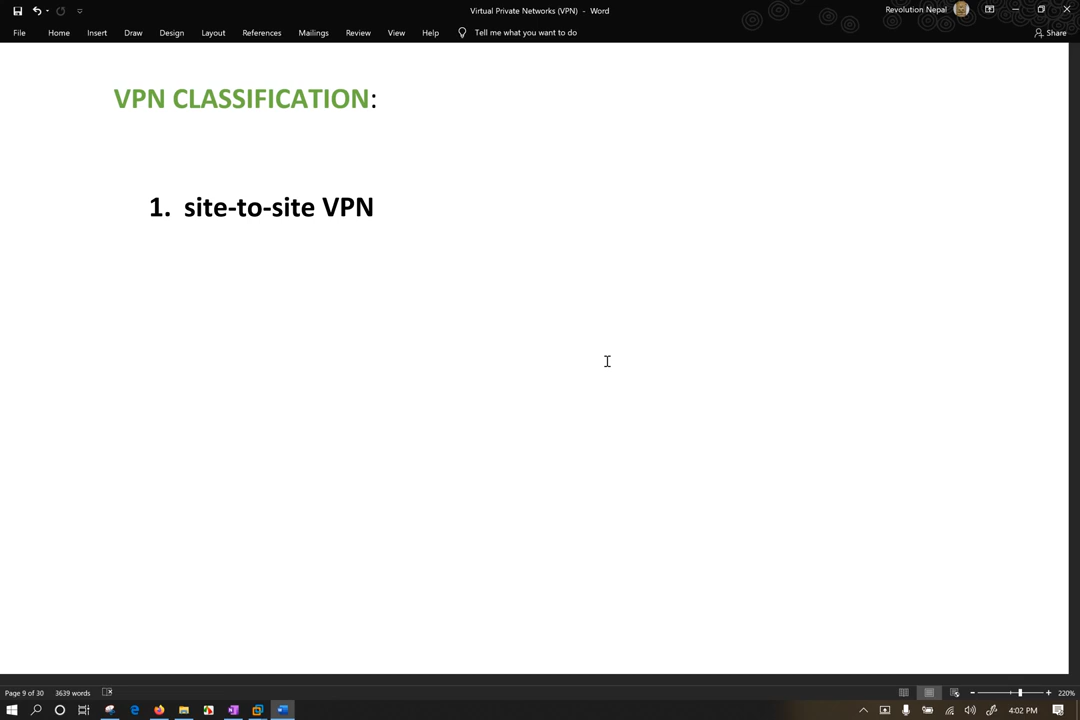 Virtual Private Networks (VPN) - Word
Revolution Nepal
File Home Insert Draw Design Layout References Mailings Review View Help Tell me what you want to do
Share
VPN CLASSIFICATION:
1. site-to-site VPN
Page 9 of 30 3639 words
220%
4:02 PM